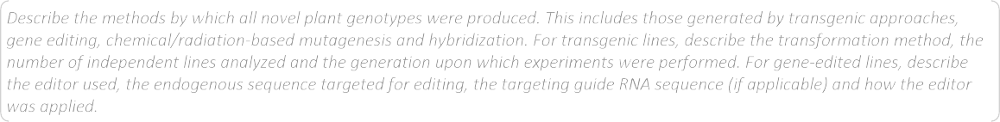 Describe the methods by which all novel plant genotypes were produced. This includes those generated by transgenic approaches,
gene editing, chemical/radiation-based mutagenesis and hybridization. For transgenic lines, describe the transformation method, the
number of independent lines analyzed and the generation upon which experiments were performed. For gene-edited lines, describe
the editor used, the endogenous sequence targeted for editing, the targeting guide RNA sequence (if applicable) and how the editor
was applied.